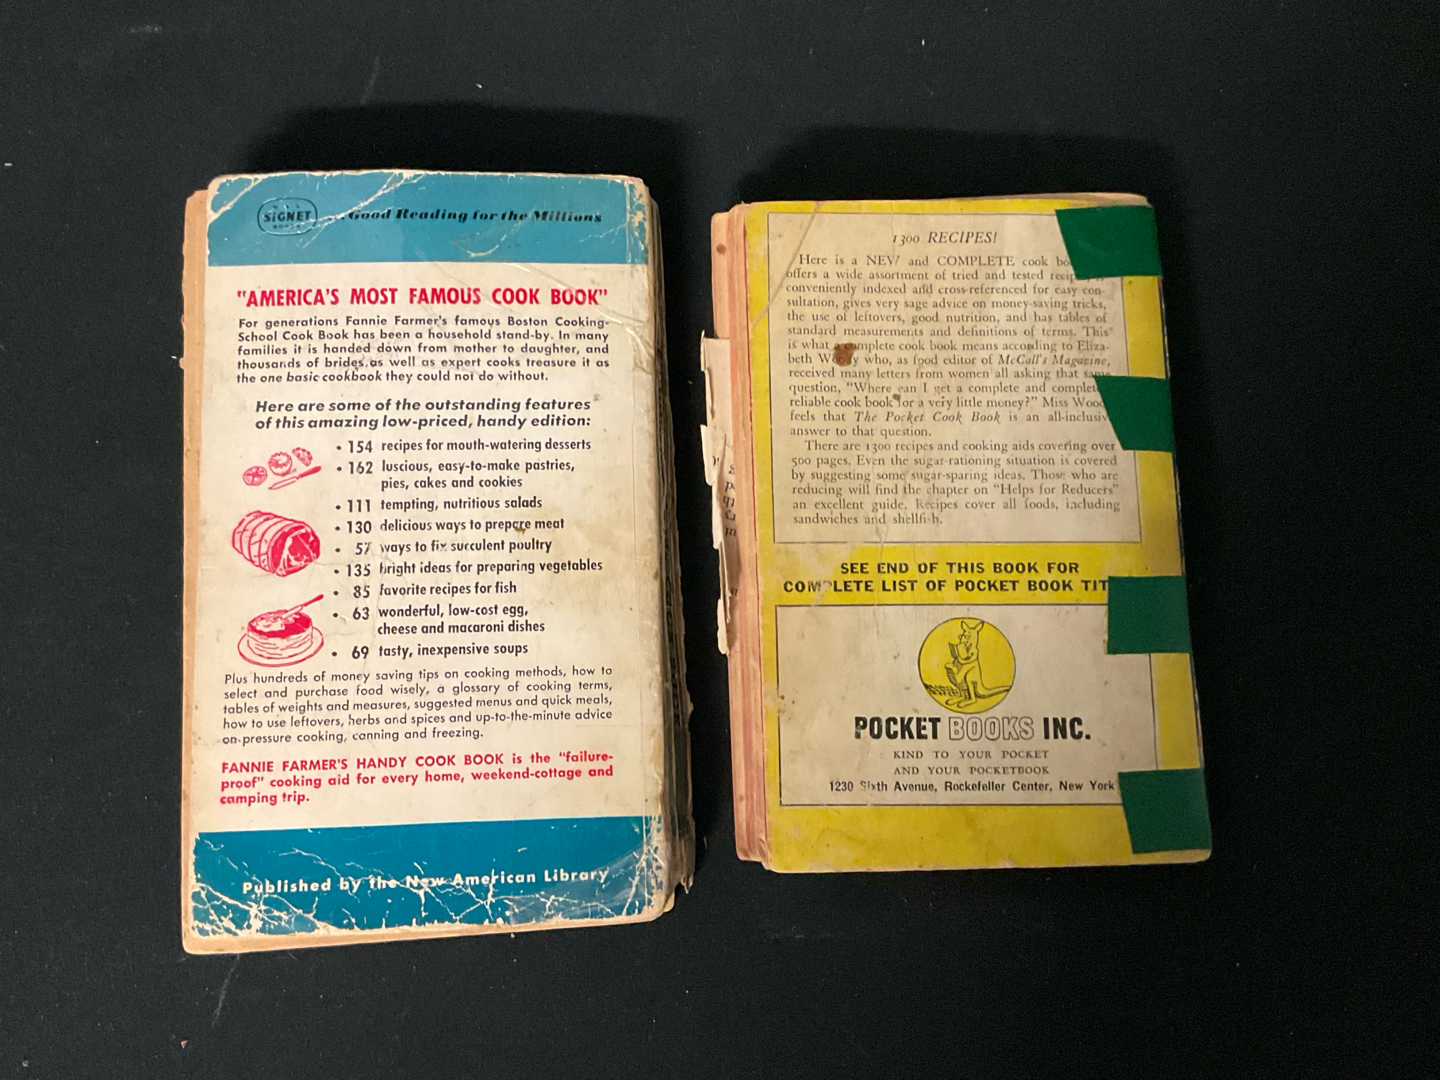 SIGNET
BOOKS
Good Reading for the Millions
"AMERICA'S MOST FAMOUS COOK BOOK"
For generations Fannie Farmer's famous Boston Cooking-
School Cook Book has been a household stand-by. In many
families it is handed down from mother to daughter, and
thousands of brides as well as expert cooks treasure it as
the one basic cookbook they could not do without.
Here are some of the outstanding features
of this amazing low-priced, handy edition:
• 154 recipes for mouth-watering desserts
• 162 luscious, easy-to-make pastries,
pies, cakes and cookies
• 111 tempting, nutritious salads
• 130 delicious ways to prepare meat
• 57 ways to fix succulent poultry
• 135 bright ideas for preparing vegetables
• 85 favorite recipes for fish
• 63 wonderful, low-cost egg,
cheese and macaroni dishes
• 69 tasty, inexpensive soups
Plus hundreds of money saving tips on cooking methods, how to
select and purchase food wisely, a glossary of cooking terms,
tables of weights and measures, suggested menus and quick meals,
how to use leftovers, herbs and spices and up-to-the-minute advice
on pressure cooking, canning and freezing.
FANNIE FARMER'S HANDY COOK BOOK is the "failure-
proof" cooking aid for every home, weekend-cottage and
camping trip.
Published by the New American Library
1300 RECIPES!
Here is a NEW and COMPLETE cook
offers a wide assortment of tried and tested
conveniently indexed and cross-referenced for easy con-
sultation, gives very sage advice on money-saving tricks,
the use of leftovers, good nutrition, and has tables of
standard measurements and definitions of terms. This
is what a complete cook book means according to Eliza-
beth Woody who, as food editor of McCall's Magazine,
received many letters from women all asking that same
question, "Where can I get a complete and complet
reliable cook book for a very little money?" Miss Wood
feels that The Pocket Cook Book is an all-inclusiv
answer to that question.
There are 1300 recipes and cooking aids covering over
500 pages. Even the sugar-rationing situation is covered
by suggesting some sugar-sparing ideas. Those who are
reducing will find the chapter on "Helps for Reducers"
an excellent guide. Recipes cover all foods, including
sandwiches and shellfish.
SEE END OF THIS BOOK FOR
COMPLETE LIST OF POCKET BOOK TIT
POCKET BOOKS INC.
KIND TO YOUR POCKET
AND YOUR POCKETBOOK
1230 Sixth Avenue, Rockefeller Center, New York